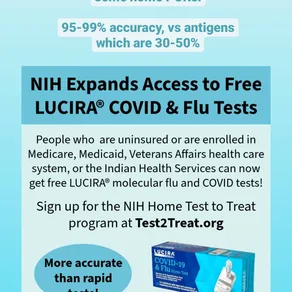 95-99% accuracy, vs antigens
which are 30-50%
NIH Expands Access to Free
LUCIRA® COVID & Flu Tests
People who are uninsured or are enrolled in
Medicare, Medicaid, Veterans Affairs health care
system, or the Indian Health Services can now
get free LUCIRA® molecular flu and COVID tests!
Sign up for the NIH Home Test to Treat
program at Test2Treat.org
More accurate
than rapid
tests!
LUCIRA
COVID-19
& Flu Home Test